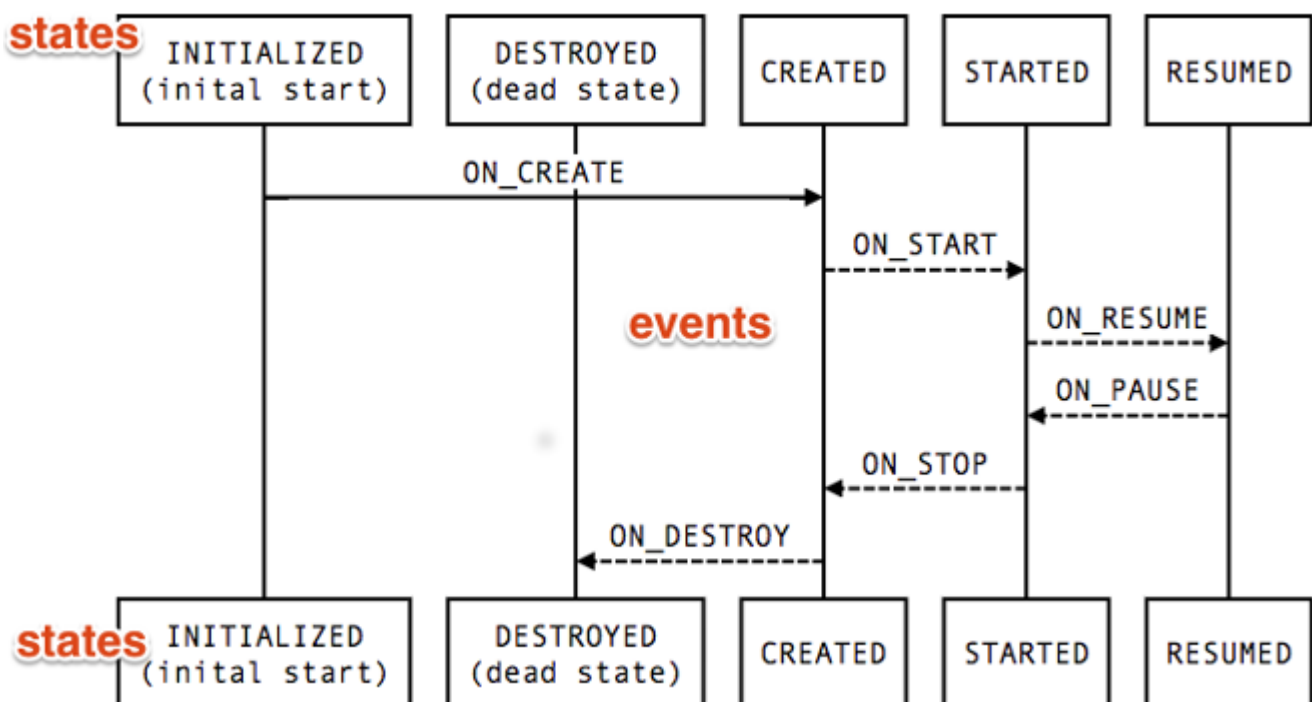 states
INITIALIZED
(inital start)
DESTROYED
(dead state)
CREATED
STARTED
RESUMED
ON_CREATE
ON_START
events
ON_RESUME
ON_PAUSE
ON_STOP
ON_DESTROY
states
INITIALIZED
(inital start)
DESTROYED
(dead state)
CREATED
STARTED
RESUMED